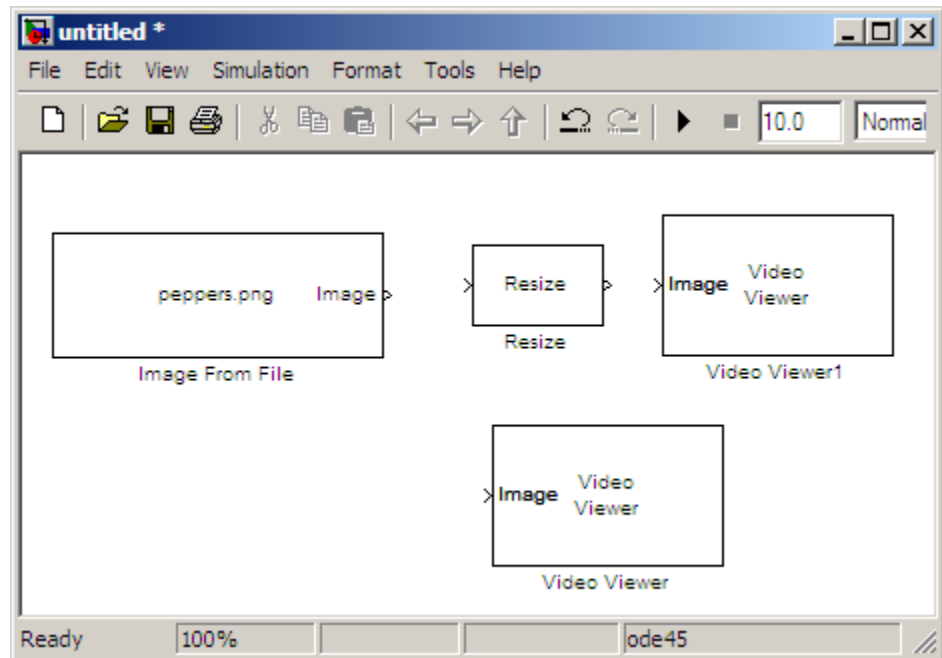 untitled *
File Edit View Simulation Format Tools Help
10.0 Normal
peppers.png Image
Image From File
Resize
Resize
Image Video
Viewer
Video Viewer1
Image Video
Viewer
Video Viewer
Ready 100% ode45